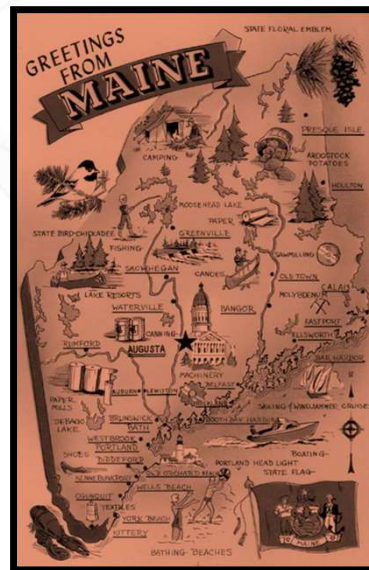 STATE FLORAL EMBLEM
GREETINGS
FROM
MAINE
PRESQUE ISLE
CAMPING
AROOSTOOK
POTATOES
HOULTON
MOOSEHEAD LAKE
PAPER
STATE BIRD-CHICKADEE
GREENVILLE
FISHING
SAWMILLING
SKOWHEGAN
CANOES
OLD TOWN
CALAIS
MOLYBDENUM
LAKE RESORTS
WATERVILLE
BANGOR
EASTPORT
CANNING
ELLSWORTH
RUMFORD
AUGUSTA
BAR HARBOR
MACHINERY
AUBURN-LEWISTON
BELFAST
PAPER
MILLS
SAILING & WINDJAMMER CRUISE
BRUNSWICK
BATH
BOOTH BAY HARBOR
SEBAGO
LAKE
WESTBROOK
PORTLAND
BOATING
SHOES
BIDDEFORD
PORTLAND HEAD LIGHT
OLD ORCHARD BEACH
STATE FLAG
KENNEBUNKPORT
WELLS BEACH
OGUNQUIT
TEXTILES
YORK BEACH
KITTERY
MAINE
BATHING BEACHES